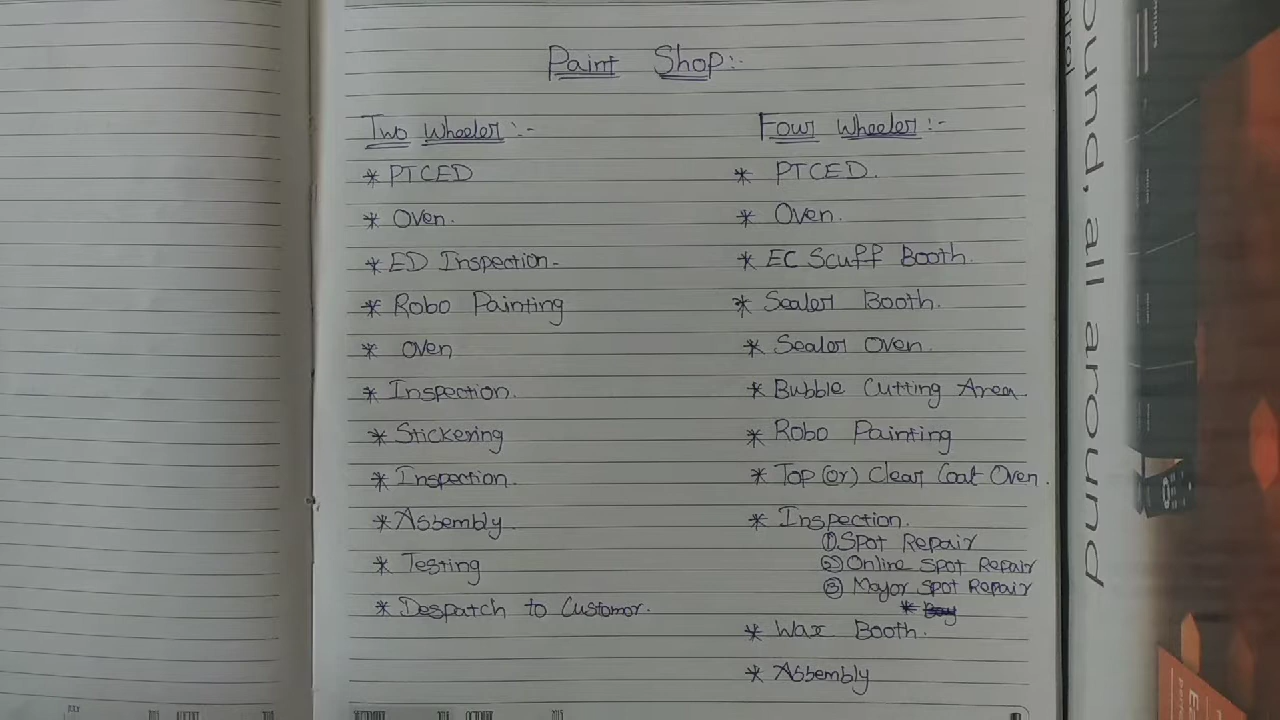 Paint Shop:-
Two Wheeler:-
* PTCED
* Oven.
* ED Inspection-
* Robo Painting
* Oven
* Inspection.
* Stickering
* Inspection.
* Assembly.
* Testing
* Despatch to Customor.
Four Wheeler:-
* PTCED.
* Oven.
* EC Scuff Booth.
* Sealer Booth.
* Sealer Oven.
* Bubble Cutting Area.
* Robo Painting
* Top (or) Clear Coat Oven.
* Inspection.
① Spot Repair
② Online Spot Repair
③ Major Spot Repair
*
* Wax Booth.
* Assembly
ound, all around